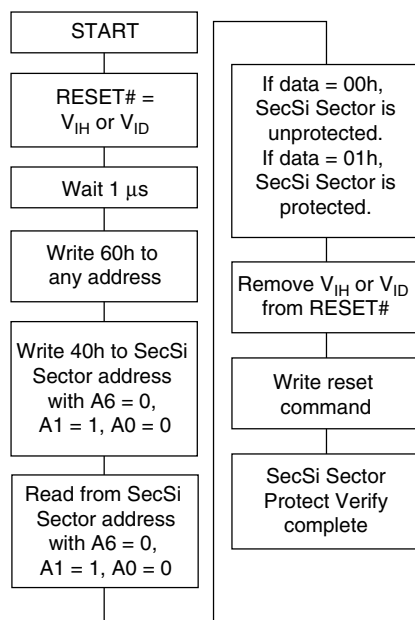 START
RESET# =
V_IH or V_ID
Wait 1 μs
Write 60h to
any address
Write 40h to SecSi
Sector address
with A6 = 0,
A1 = 1, A0 = 0
Read from SecSi
Sector address
with A6 = 0,
A1 = 1, A0 = 0
If data = 00h,
SecSi Sector is
unprotected.
If data = 01h,
SecSi Sector is
protected.
Remove V_IH or V_ID
from RESET#
Write reset
command
SecSi Sector
Protect Verify
complete